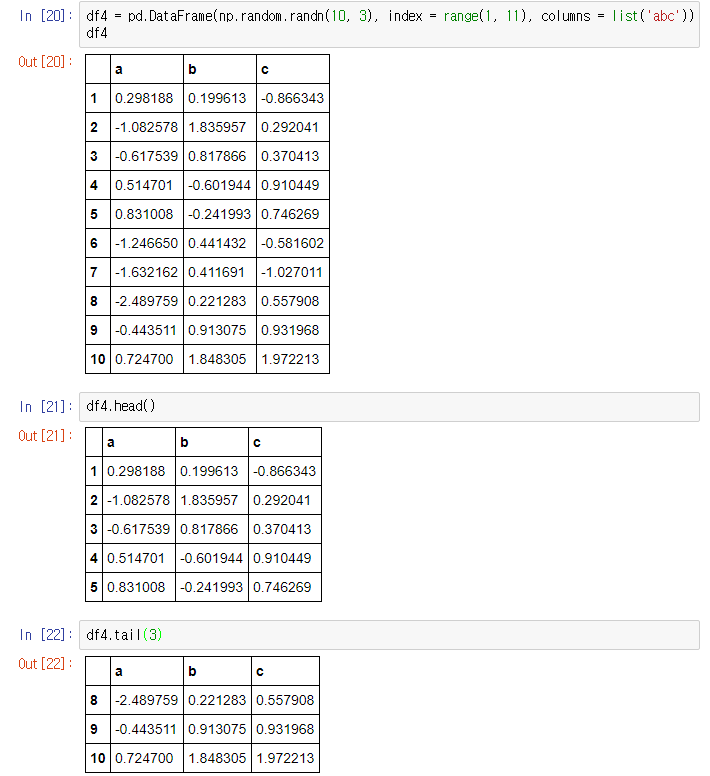 In [20]: df4 = pd.DataFrame(np.random.randn(10, 3), index = range(1, 11), columns = list('abc'))
df4
Out[20]:
a b c
1 0.298188 0.199613 -0.866343
2 -1.082578 1.835957 0.292041
3 -0.617539 0.817866 0.370413
4 0.514701 -0.601944 0.910449
5 0.831008 -0.241993 0.746269
6 -1.246650 0.441432 -0.581602
7 -1.632162 0.411691 -1.027011
8 -2.489759 0.221283 0.557908
9 -0.443511 0.913075 0.931968
10 0.724700 1.848305 1.972213
In [21]: df4.head()
Out[21]:
a b c
1 0.298188 0.199613 -0.866343
2 -1.082578 1.835957 0.292041
3 -0.617539 0.817866 0.370413
4 0.514701 -0.601944 0.910449
5 0.831008 -0.241993 0.746269
In [22]: df4.tail(3)
Out[22]:
a b c
8 -2.489759 0.221283 0.557908
9 -0.443511 0.913075 0.931968
10 0.724700 1.848305 1.972213